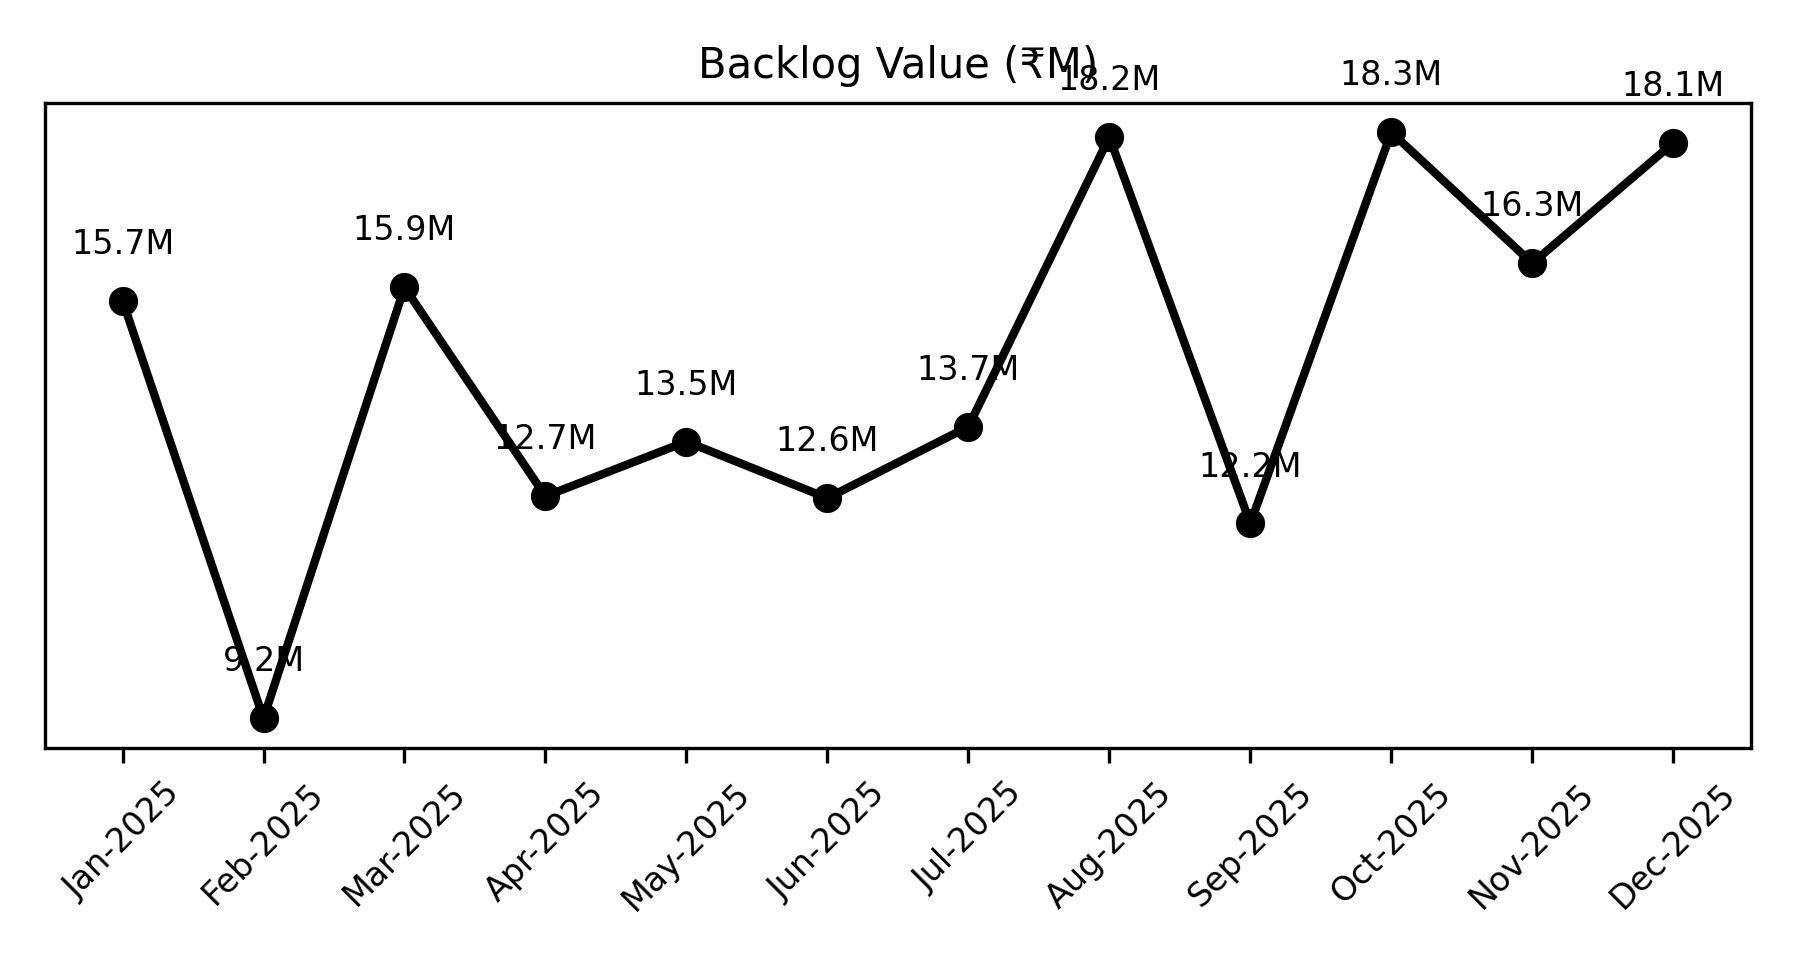 Backlog Value (₹M)
15.7M
9.2M
15.9M
12.7M
13.5M
12.6M
13.7M
18.2M
12.2M
18.3M
16.3M
18.1M
Jan-2025
Feb-2025
Mar-2025
Apr-2025
May-2025
Jun-2025
Jul-2025
Aug-2025
Sep-2025
Oct-2025
Nov-2025
Dec-2025